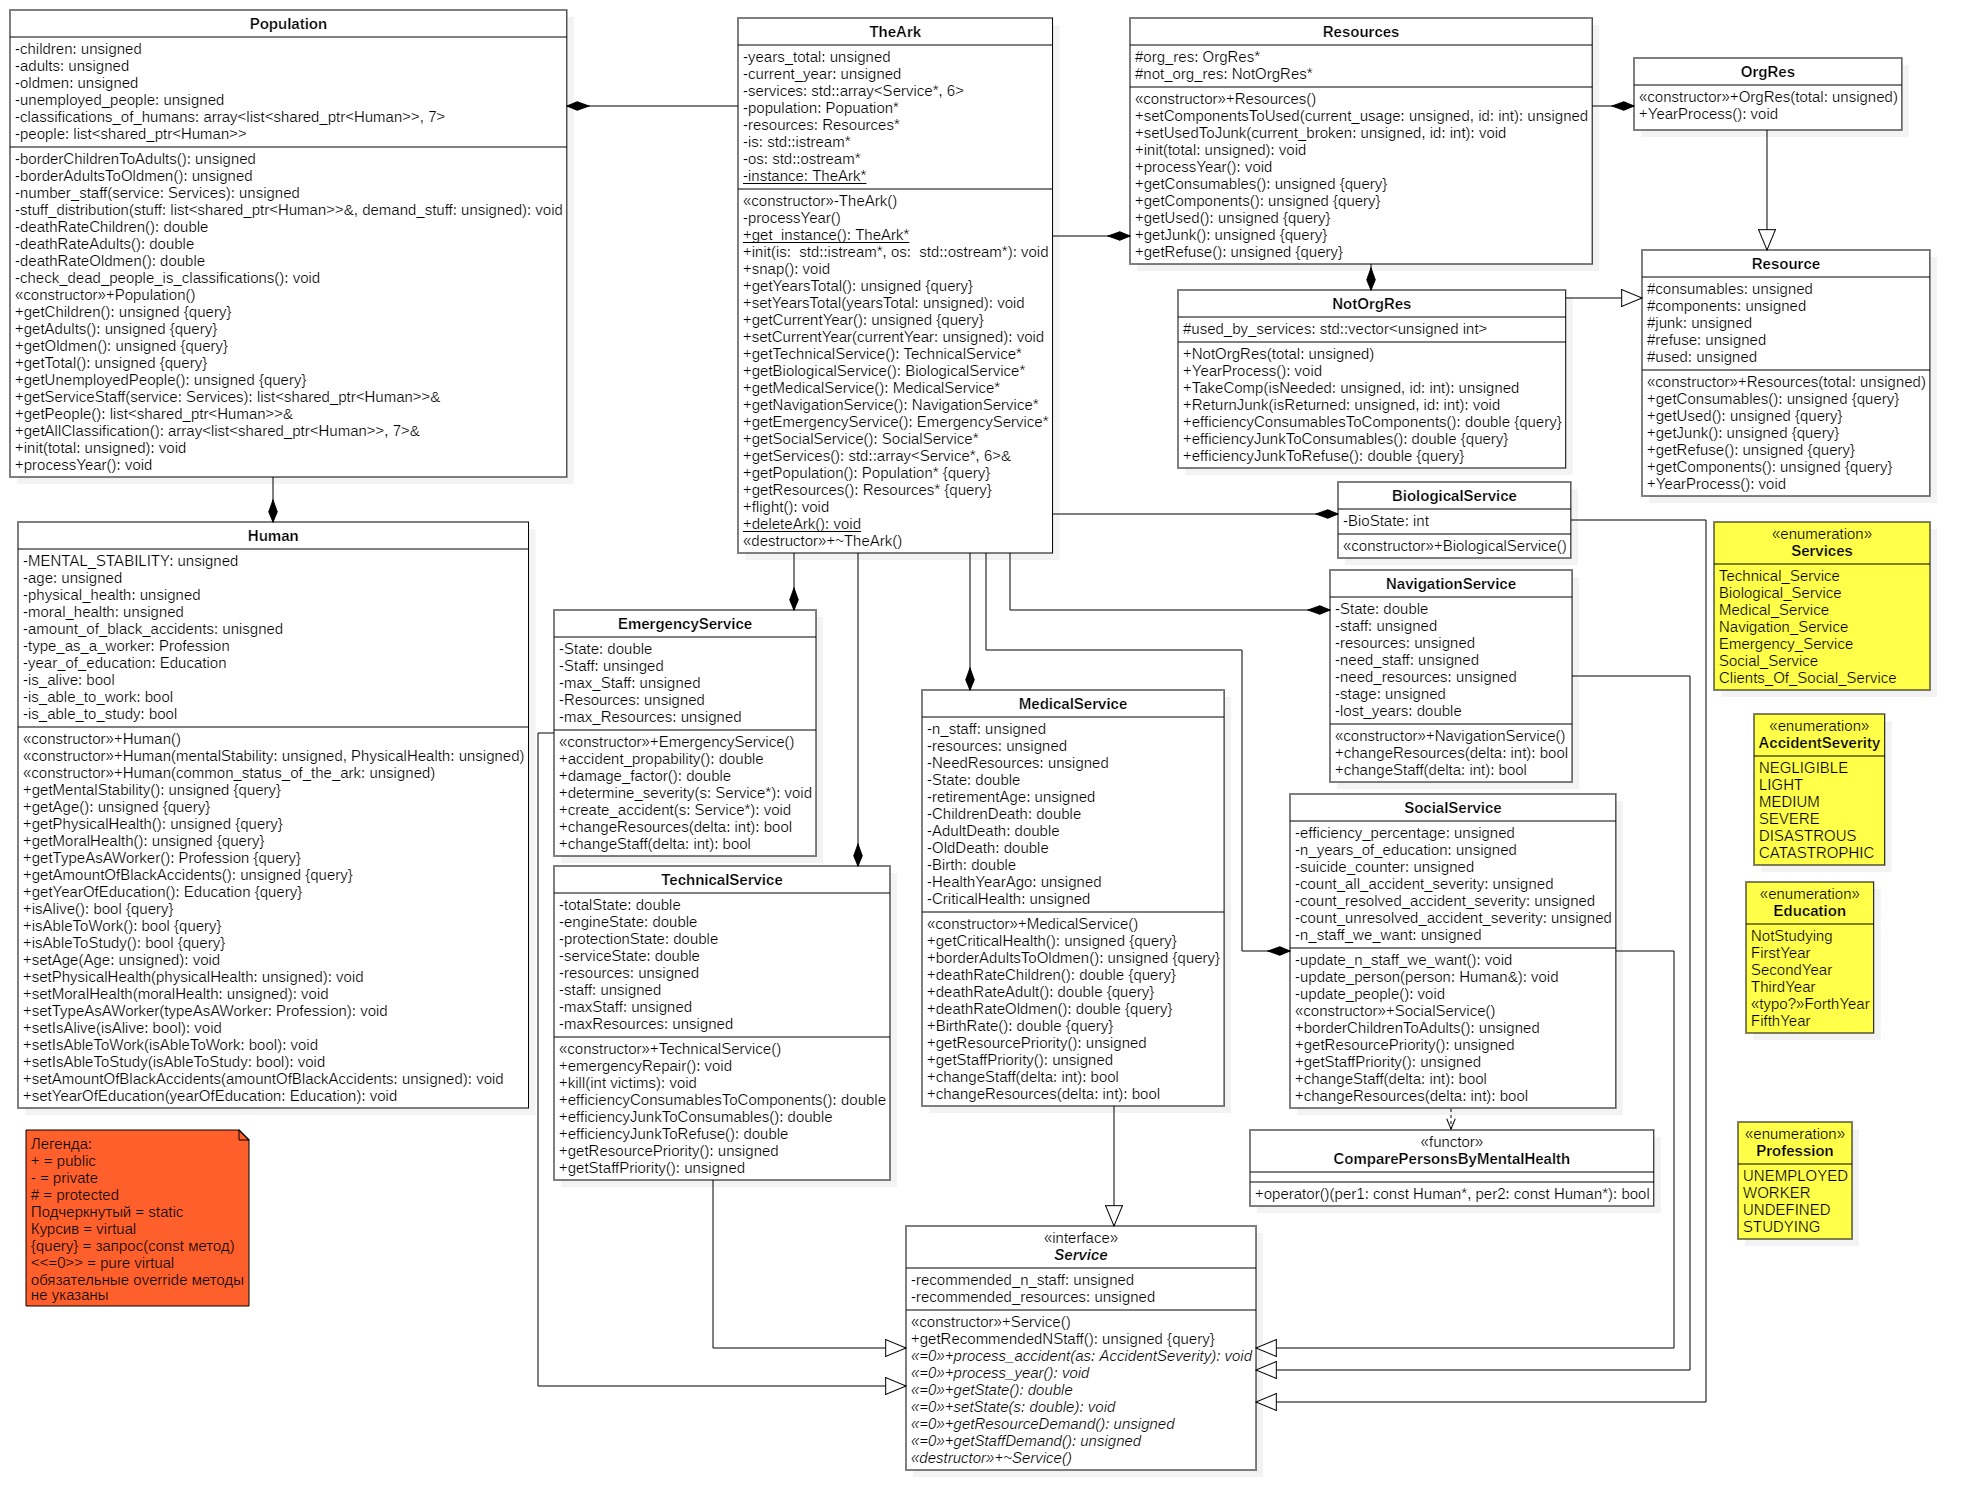 Population
-children: unsigned
-adults: unsigned
-oldmen: unsigned
-unemployed_people: unsigned
-classifications_of_humans: array<list<shared_ptr<Human>>, 7>
-people: list<shared_ptr<Human>>
-borderChildrenToAdults(): unsigned
-borderAdultsToOldmen(): unsigned
-number_staff(service: Services): unsigned
-stuff_distribution(stuff: list<shared_ptr<Human>>&, demand_stuff: unsigned): void
-deathRateChildren(): double
-deathRateAdults(): double
-deathRateOldmen(): double
-check_dead_people_is_classifications(): void
«constructor»+Population()
+getChildren(): unsigned {query}
+getAdults(): unsigned {query}
+getOldmen(): unsigned {query}
+getTotal(): unsigned {query}
+getUnemployedPeople(): unsigned {query}
+getServiceStaff(service: Services): list<shared_ptr<Human>>&
+getPeople(): list<shared_ptr<Human>>&
+getAllClassification(): array<list<shared_ptr<Human>>, 7>&
+init(total: unsigned): void
+processYear(): void
TheArk
-years_total: unsigned
-current_year: unsigned
-services: std::array<Service*, 6>
-population: Popuation*
-resources: Resources*
-is: std::istream*
-os: std::ostream*
-instance: TheArk*
«constructor»-TheArk()
-processYear()
+get_instance(): TheArk*
+init(is:  std::istream*, os:  std::ostream*): void
+snap(): void
+getYearsTotal(): unsigned {query}
+setYearsTotal(yearsTotal: unsigned): void
+getCurrentYear(): unsigned {query}
+setCurrentYear(currentYear: unsigned): void
+getTechnicalService(): TechnicalService*
+getBiologicalService(): BiologicalService*
+getMedicalService(): MedicalService*
+getNavigationService(): NavigationService*
+getEmergencyService(): EmergencyService*
+getSocialService(): SocialService*
+getServices(): std::array<Service*, 6>&
+getPopulation(): Population* {query}
+getResources(): Resources* {query}
+flight(): void
+deleteArk(): void
«destructor»+~TheArk()
Resources
#org_res: OrgRes*
#not_org_res: NotOrgRes*
«constructor»+Resources()
+setComponentsToUsed(current_usage: unsigned, id: int): unsigned
+setUsedToJunk(current_broken: unsigned, id: int): void
+init(total: unsigned): void
+processYear(): void
+getConsumables(): unsigned {query}
+getComponents(): unsigned {query}
+getUsed(): unsigned {query}
+getJunk(): unsigned {query}
+getRefuse(): unsigned {query}
OrgRes
«constructor»+OrgRes(total: unsigned)
+YearProcess(): void
NotOrgRes
#used_by_services: std::vector<unsigned int>
+NotOrgRes(total: unsigned)
+YearProcess(): void
+TakeComp(isNeeded: unsigned, id: int): unsigned
+ReturnJunk(isReturned: unsigned, id: int): void
+efficiencyConsumablesToComponents(): double {query}
+efficiencyJunkToConsumables(): double {query}
+efficiencyJunkToRefuse(): double {query}
Resource
#consumables: unsigned
#components: unsigned
#junk: unsigned
#refuse: unsigned
#used: unsigned
«constructor»+Resources(total: unsigned)
+getConsumables(): unsigned {query}
+getUsed(): unsigned {query}
+getJunk(): unsigned {query}
+getRefuse(): unsigned {query}
+getComponents(): unsigned {query}
+YearProcess(): void
Human
-MENTAL_STABILITY: unsigned
-age: unsigned
-physical_health: unsigned
-moral_health: unsigned
-amount_of_black_accidents: unisgned
-type_as_a_worker: Profession
-year_of_education: Education
-is_alive: bool
-is_able_to_work: bool
-is_able_to_study: bool
«constructor»+Human()
«constructor»+Human(mentalStability: unsigned, PhysicalHealth: unsigned)
«constructor»+Human(common_status_of_the_ark: unsigned)
+getMentalStability(): unsigned {query}
+getAge(): unsigned {query}
+getPhysicalHealth(): unsigned {query}
+getMoralHealth(): unsigned {query}
+getTypeAsAWorker(): Profession {query}
+getAmountOfBlackAccidents(): unsigned {query}
+getYearOfEducation(): Education {query}
+isAlive(): bool {query}
+isAbleToWork(): bool {query}
+isAbleToStudy(): bool {query}
+setAge(Age: unsigned): void
+setPhysicalHealth(physicalHealth: unsigned): void
+setMoralHealth(moralHealth: unsigned): void
+setTypeAsAWorker(typeAsAWorker: Profession): void
+setIsAlive(isAlive: bool): void
+setIsAbleToWork(isAbleToWork: bool): void
+setIsAbleToStudy(isAbleToStudy: bool): void
+setAmountOfBlackAccidents(amountOfBlackAccidents: unsigned): void
+setYearOfEducation(yearOfEducation: Education): void
EmergencyService
-State: double
-Staff: unsinged
-max_Staff: unsigned
-Resources: unsigned
-max_Resources: unsigned
«constructor»+EmergencyService()
+accident_propability(): double
+damage_factor(): double
+determine_severity(s: Service*): void
+create_accident(s: Service*): void
+changeResources(delta: int): bool
+changeStaff(delta: int): bool
TechnicalService
-totalState: double
-engineState: double
-protectionState: double
-serviceState: double
-resources: unsigned
-staff: unsigned
-maxStaff: unsigned
-maxResources: unsigned
«constructor»+TechnicalService()
+emergencyRepair(): void
+kill(int victims): void
+efficiencyConsumablesToComponents(): double
+efficiencyJunkToConsumables(): double
+efficiencyJunkToRefuse(): double
+getResourcePriority(): unsigned
+getStaffPriority(): unsigned
MedicalService
-n_staff: unsigned
-resources: unsigned
-NeedResources: unsigned
-State: double
-retirementAge: unsigned
-ChildrenDeath: double
-AdultDeath: double
-OldDeath: double
-Birth: double
-HealthYearAgo: unsigned
-CriticalHealth: unsigned
«constructor»+MedicalService()
+getCriticalHealth(): unsigned {query}
+borderAdultsToOldmen(): unsigned {query}
+deathRateChildren(): double {query}
+deathRateAdult(): double {query}
+deathRateOldmen(): double {query}
+BirthRate(): double {query}
+getResourcePriority(): unsigned
+getStaffPriority(): unsigned
+changeStaff(delta: int): bool
+changeResources(delta: int): bool
BiologicalService
-BioState: int
«constructor»+BiologicalService()
NavigationService
-State: double
-staff: unsigned
-resources: unsigned
-need_staff: unsigned
-need_resources: unsigned
-stage: unsigned
-lost_years: double
«constructor»+NavigationService()
+changeResources(delta: int): bool
+changeStaff(delta: int): bool
SocialService
-efficiency_percentage: unsigned
-n_years_of_education: unsigned
-suicide_counter: unsigned
-count_all_accident_severity: unsigned
-count_resolved_accident_severity: unsigned
-count_unresolved_accident_severity: unsigned
-n_staff_we_want: unsigned
-update_n_staff_we_want(): void
-update_person(person: Human&): void
-update_people(): void
«constructor»+SocialService()
+borderChildrenToAdults(): unsigned
+getResourcePriority(): unsigned
+getStaffPriority(): unsigned
+changeStaff(delta: int): bool
+changeResources(delta: int): bool
«functor»
ComparePersonsByMentalHealth
+operator()(per1: const Human*, per2: const Human*): bool
«interface»
Service
-recommended_n_staff: unsigned
-recommended_resources: unsigned
«constructor»+Service()
+getRecommendedNStaff(): unsigned {query}
«=0»+process_accident(as: AccidentSeverity): void
«=0»+process_year(): void
«=0»+getState(): double
«=0»+setState(s: double): void
«=0»+getResourceDemand(): unsigned
«=0»+getStaffDemand(): unsigned
«destructor»+~Service()
«enumeration»
Services
Technical_Service
Biological_Service
Medical_Service
Navigation_Service
Emergency_Service
Social_Service
Clients_Of_Social_Service
«enumeration»
AccidentSeverity
NEGLIGIBLE
LIGHT
MEDIUM
SEVERE
DISASTROUS
CATASTROPHIC
«enumeration»
Education
NotStudying
FirstYear
SecondYear
ThirdYear
«typo?»ForthYear
FifthYear
«enumeration»
Profession
UNEMPLOYED
WORKER
UNDEFINED
STUDYING
Легенда:
+ = public
- = private
# = protected
Подчеркнутый = static
Курсив = virtual
{query} = запрос(const метод)
<<=0>> = pure virtual
обязательные override методы
не указаны